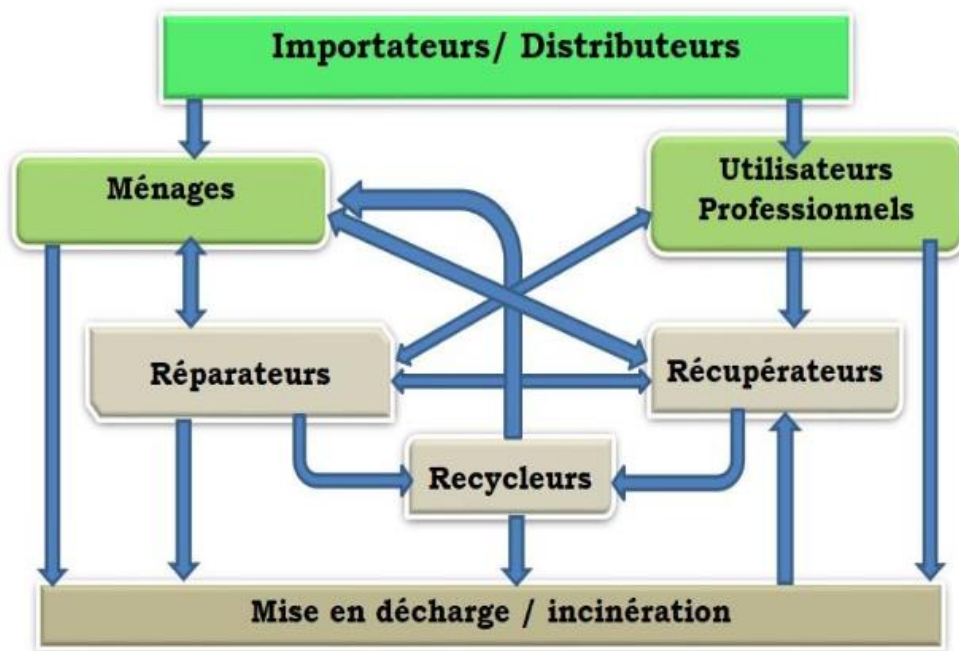 Importateurs/ Distributeurs
Ménages
Utilisateurs
Professionnels
Réparateurs
Récupérateurs
Recycleurs
Mise en décharge / incinération